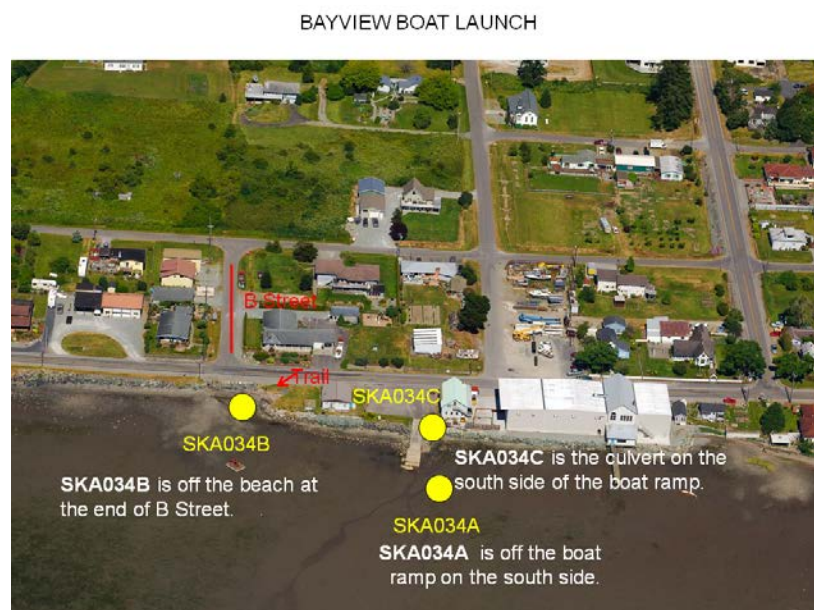 BAYVIEW BOAT LAUNCH
B Street
Trail
SKA034C
SKA034B
SKA034C is the culvert on the
south side of the boat ramp.
SKA034B is off the beach at
the end of B Street.
SKA034A
SKA034A is off the boat
ramp on the south side.